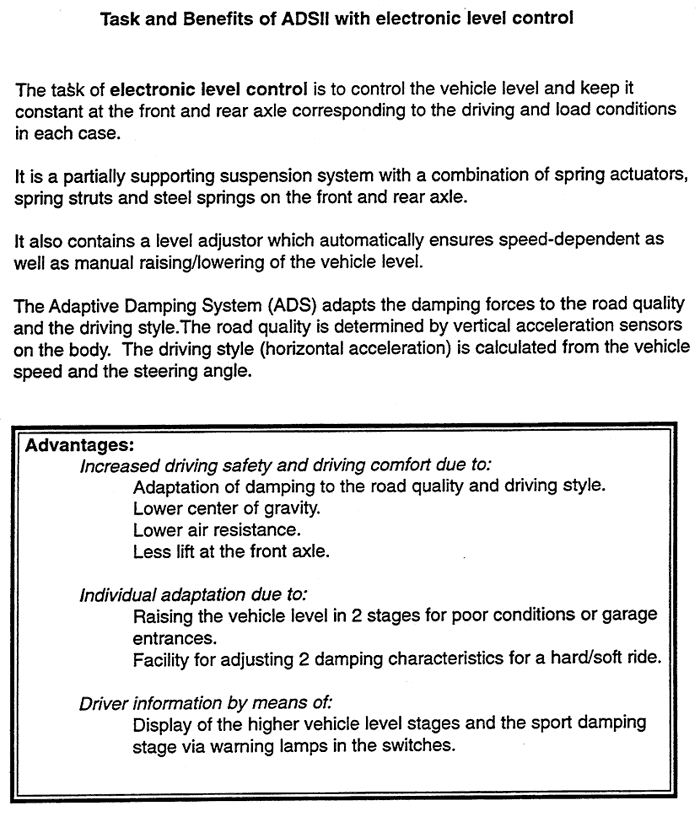 Task and Benefits of ADSII with electronic level control
The task of electronic level control is to control the vehicle level and keep it
constant at the front and rear axle corresponding to the driving and load conditions
in each case.
It is a partially supporting suspension system with a combination of spring actuators,
spring struts and steel springs on the front and rear axle.
It also contains a level adjustor which automatically ensures speed-dependent as
well as manual raising/lowering of the vehicle level.
The Adaptive Damping System (ADS) adapts the damping forces to the road quality
and the driving style.The road quality is determined by vertical acceleration sensors
on the body.  The driving style (horizontal acceleration) is calculated from the vehicle
speed and the steering angle.
Advantages:
Increased driving safety and driving comfort due to:
Adaptation of damping to the road quality and driving style.
Lower center of gravity.
Lower air resistance.
Less lift at the front axle.
Individual adaptation due to:
Raising the vehicle level in 2 stages for poor conditions or garage
entrances.
Facility for adjusting 2 damping characteristics for a hard/soft ride.
Driver information by means of:
Display of the higher vehicle level stages and the sport damping
stage via warning lamps in the switches.